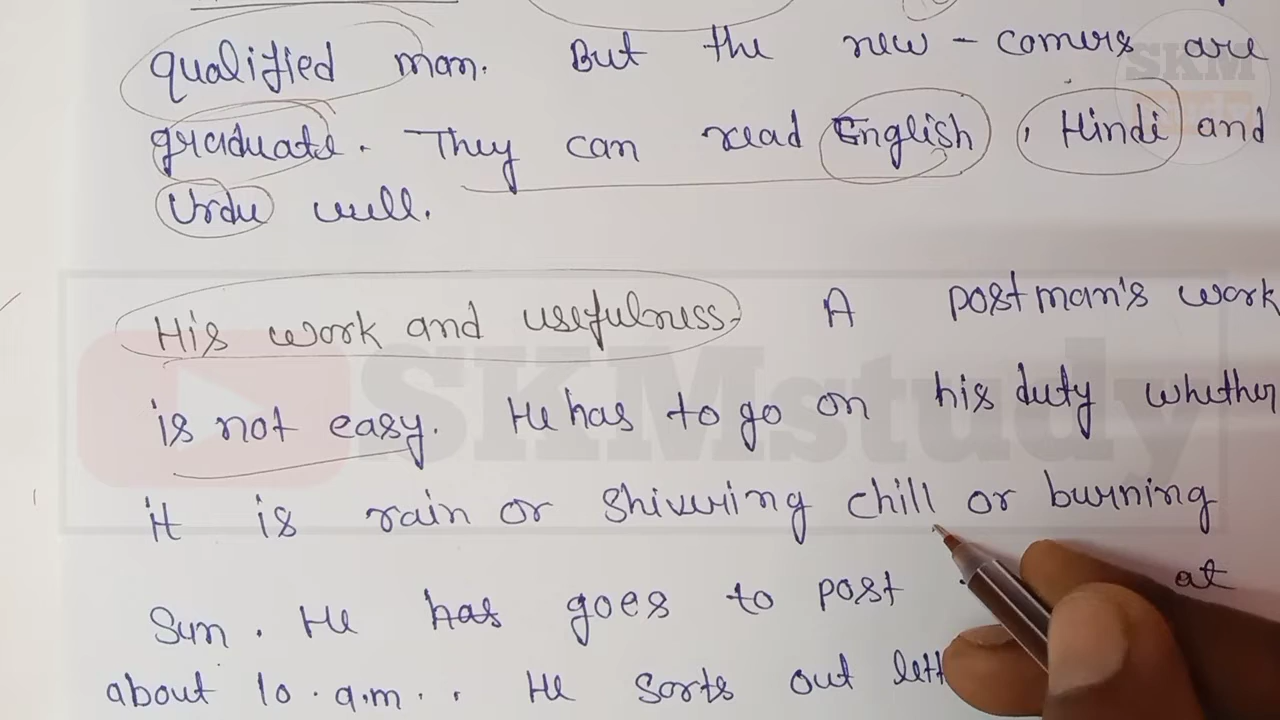 qualified man. But the new-comers are
graduate. They can read English, Hindi and
Urdu well.
His work and usefulness- A postman's work
is not easy. He has to go on his duty whether
it is rain or shivering chill or burning
Sun. He has goes to post at
about 10.a.m.. He sorts out
SKM
SKMstudy